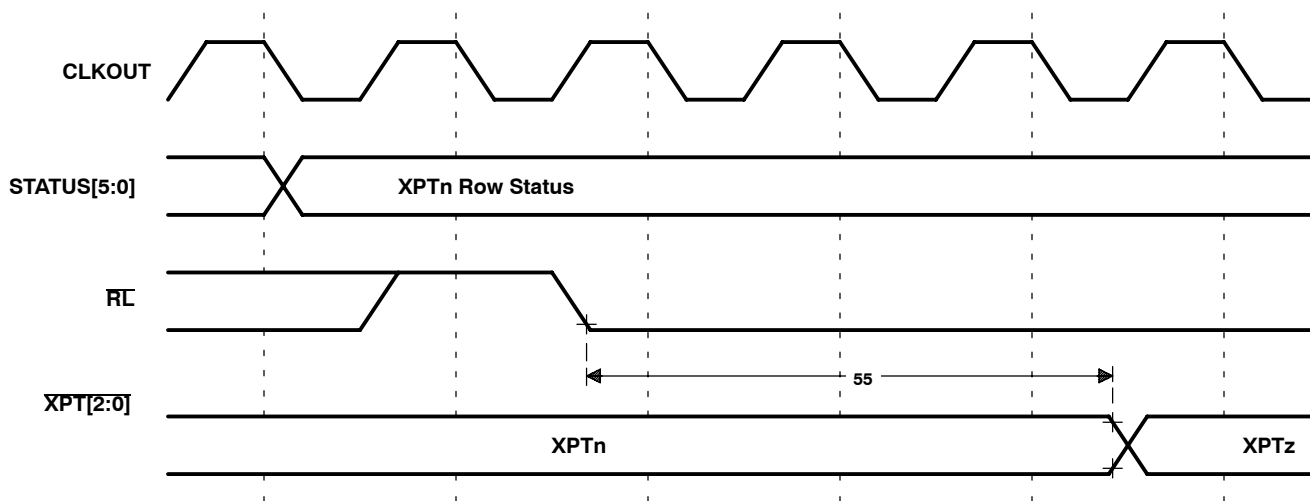 CLKOUT
STATUS[5:0]
XPTn Row Status
RL
55
XPT[2:0]
XPTn
XPTz